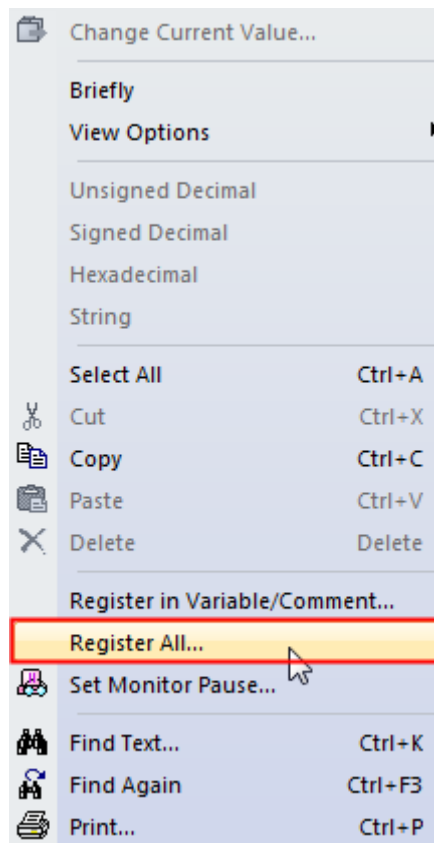 Change Current Value...
Briefly
View Options
Unsigned Decimal
Signed Decimal
Hexadecimal
String
Select All Ctrl+A
Cut Ctrl+X
Copy Ctrl+C
Paste Ctrl+V
Delete Delete
Register in Variable/Comment...
Register All...
Set Monitor Pause...
Find Text... Ctrl+K
Find Again Ctrl+F3
Print... Ctrl+P